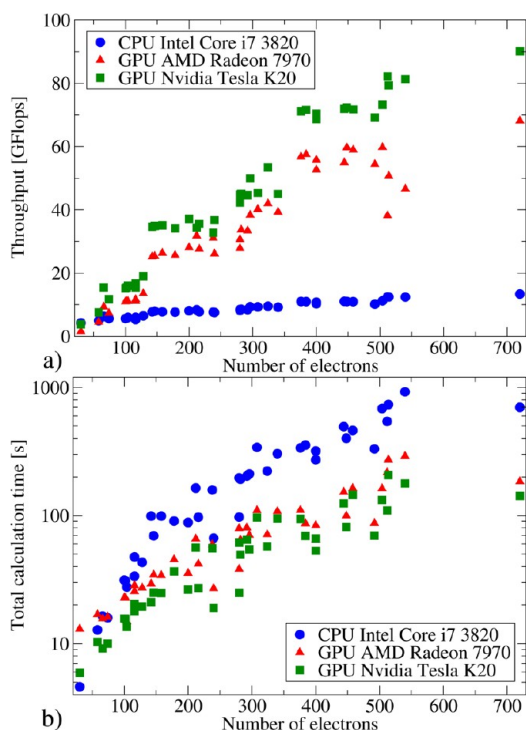 100
80
60
40
20
0
Throughput [GFlops]
CPU Intel Core i7 3820
GPU AMD Radeon 7970
GPU Nvidia Tesla K20
100 200 300 400 500 600 700
a)
Number of electrons
1000
100
10
Total calculation time [s]
CPU Intel Core i7 3820
GPU AMD Radeon 7970
GPU Nvidia Tesla K20
0 100 200 300 400 500 600 700
b)
Number of electrons